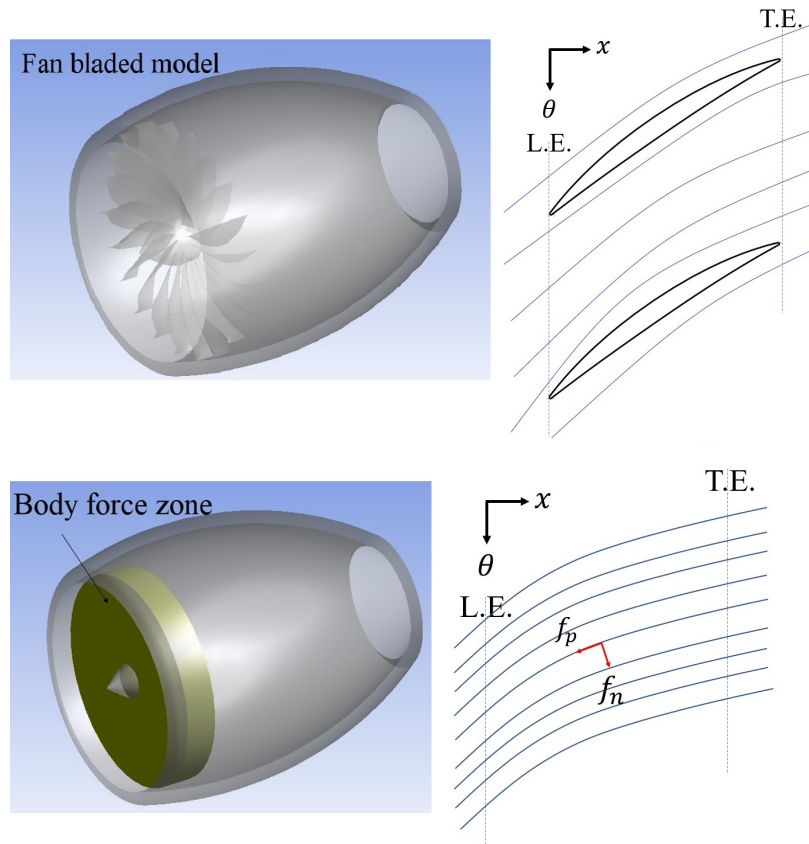 Fan bladed model
T.E.
x
θ
L.E.
Body force zone
T.E.
x
θ
L.E.
f_p
f_n